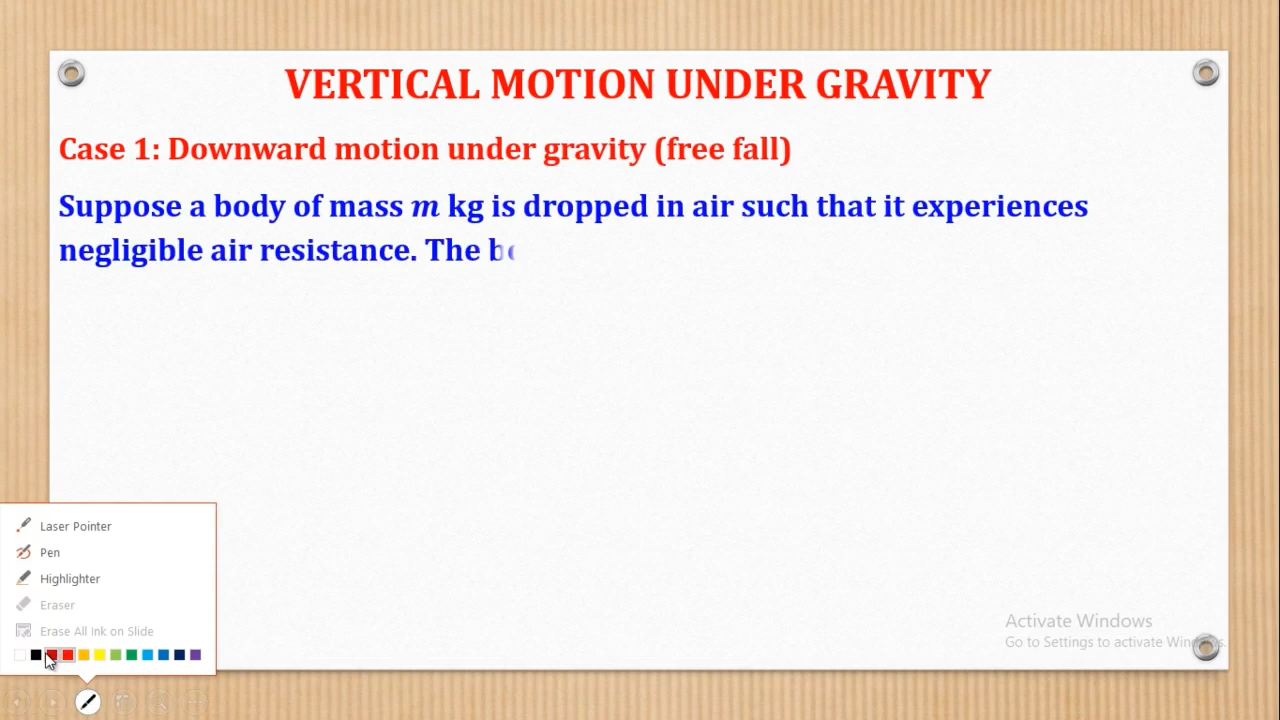 VERTICAL MOTION UNDER GRAVITY
Case 1: Downward motion under gravity (free fall)
Suppose a body of mass m kg is dropped in air such that it experiences
negligible air resistance. The
Laser Pointer
Pen
Highlighter
Eraser
Erase All Ink on Slide
Activate Windows
Go to Settings to activate Windows.